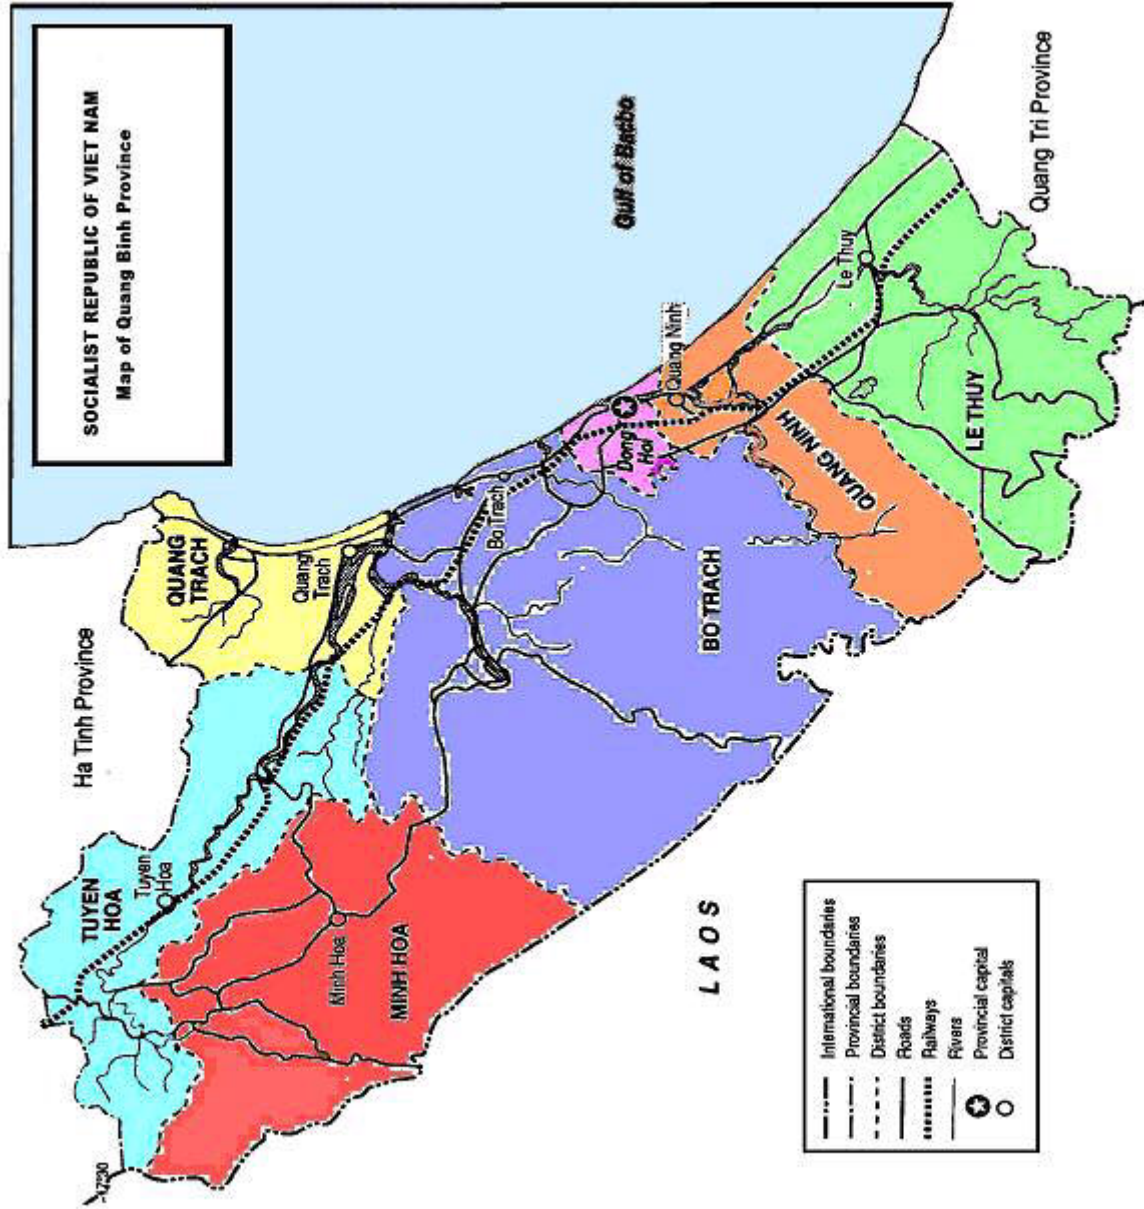 SOCIALIST REPUBLIC OF VIET NAM
Map of Quang Binh Province
Ha Tinh Province
TUYEN
HOA
Tuyen
Hoa
QUANG
TRACH
Quang
Trach
Minh Hoa
MINH HOA
Bo Trach
BO TRACH
Gulf of Bacbo
Dong
Hoi
Quang Ninh
QUANG NINH
Le Thuy
LE THUY
Quang Tri Province
LAOS
International boundaries
Provincial boundaries
District boundaries
Roads
Railways
Rivers
Provincial capital
District capitals